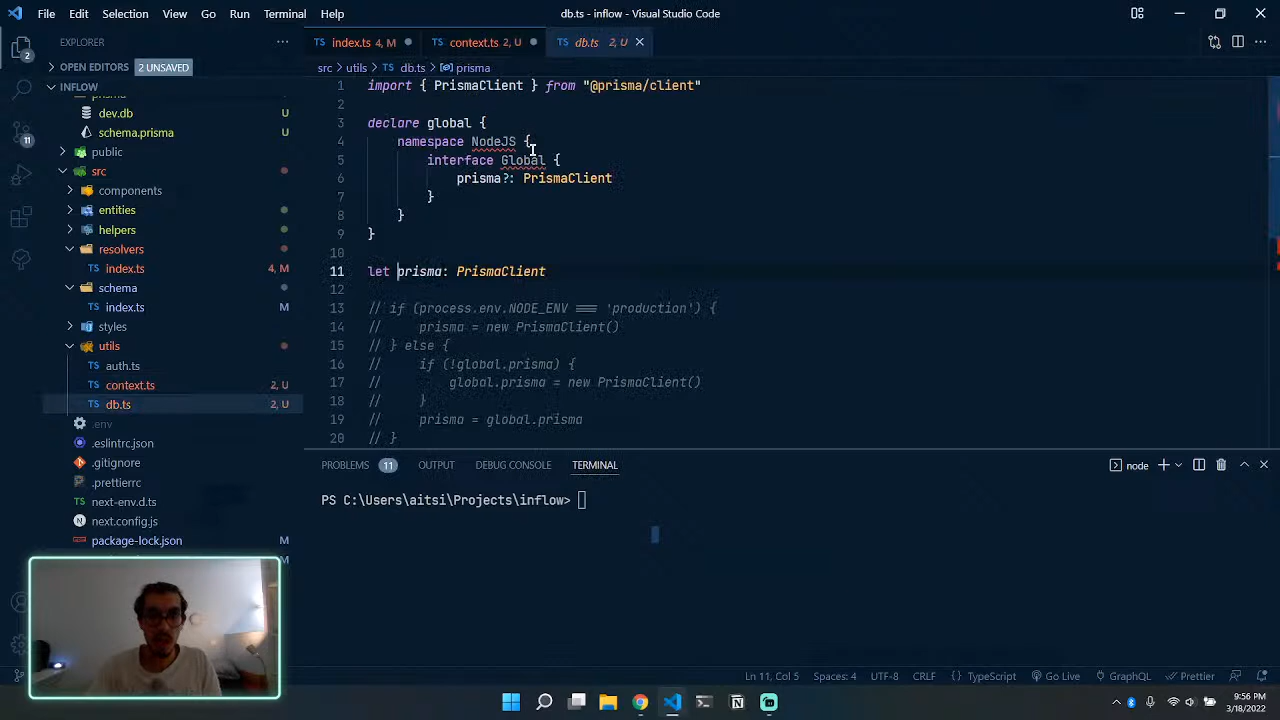 File Edit Selection View Go Run Terminal Help
db.ts - inflow - Visual Studio Code
EXPLORER
index.ts 4, M
context.ts 2, U
db.ts 2, U
OPEN EDITORS 2 UNSAVED
src > utils > db.ts > prisma
INFLOW
dev.db U
schema.prisma U
public
src
components
entities
helpers
resolvers
index.ts 4, M
schema
index.ts M
styles
utils
auth.ts
context.ts 2, U
db.ts 2, U
.env
.eslintrc.json
.gitignore
.prettierrc
next-env.d.ts
next.config.js
package-lock.json M
M
2
11
1 import { PrismaClient } from "@prisma/client"
2
3 declare global {
4 namespace NodeJS {
5 interface Global {
6 prisma?: PrismaClient
7 }
8 }
9 }
10
11 let prisma: PrismaClient
12
13 // if (process.env.NODE_ENV === 'production') {
14 // prisma = new PrismaClient()
15 // } else {
16 // if (!global.prisma) {
17 // global.prisma = new PrismaClient()
18 // }
19 // prisma = global.prisma
20 // }
PROBLEMS 11 OUTPUT DEBUG CONSOLE TERMINAL
node
PS C:\Users\aitsi\Projects\inflow>
Ln 11, Col 5 Spaces: 4 UTF-8 CRLF {} TypeScript Go Live GraphQL Prettier
9:56 PM
3/18/2022